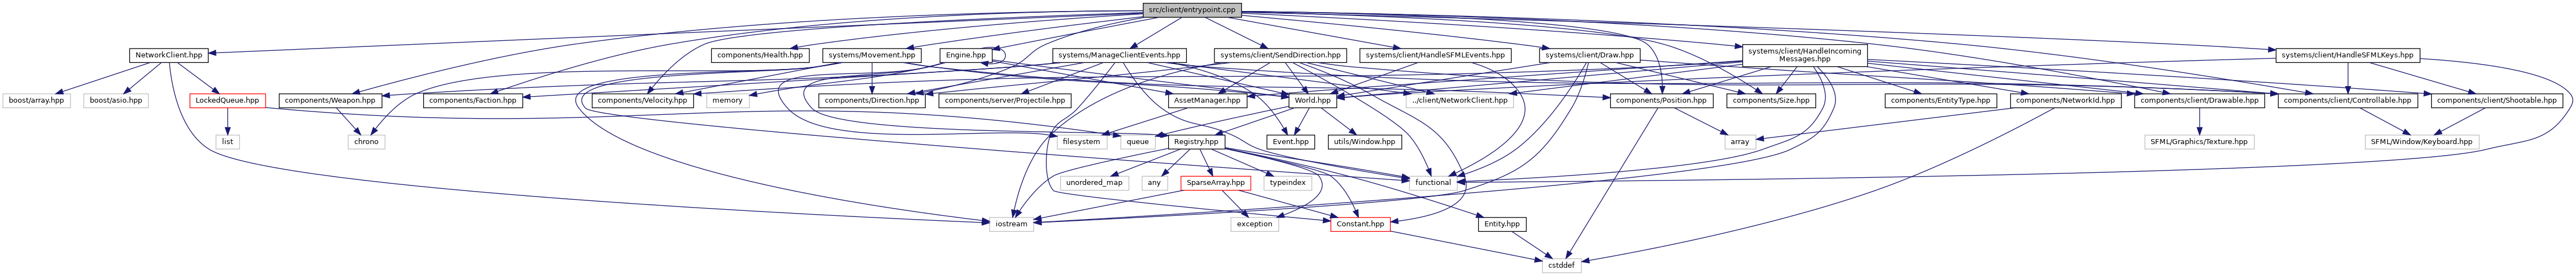 src/client/entrypoint.cpp
NetworkClient.hpp
components/Health.hpp
systems/Movement.hpp
Engine.hpp
systems/ManageClientEvents.hpp
systems/client/SendDirection.hpp
systems/client/HandleSFMLEvents.hpp
systems/client/Draw.hpp
systems/client/HandleIncoming
Messages.hpp
systems/client/HandleSFMLKeys.hpp
boost/array.hpp
boost/asio.hpp
LockedQueue.hpp
components/Weapon.hpp
components/Faction.hpp
components/Velocity.hpp
memory
components/Direction.hpp
components/server/Projectile.hpp
AssetManager.hpp
World.hpp
../client/NetworkClient.hpp
components/Position.hpp
components/Size.hpp
components/EntityType.hpp
components/NetworkId.hpp
components/client/Drawable.hpp
components/client/Controllable.hpp
components/client/Shootable.hpp
list
chrono
filesystem
queue
Registry.hpp
Event.hpp
utils/Window.hpp
array
SFML/Graphics/Texture.hpp
SFML/Window/Keyboard.hpp
unordered_map
any
SparseArray.hpp
typeindex
functional
iostream
exception
Constant.hpp
Entity.hpp
cstddef